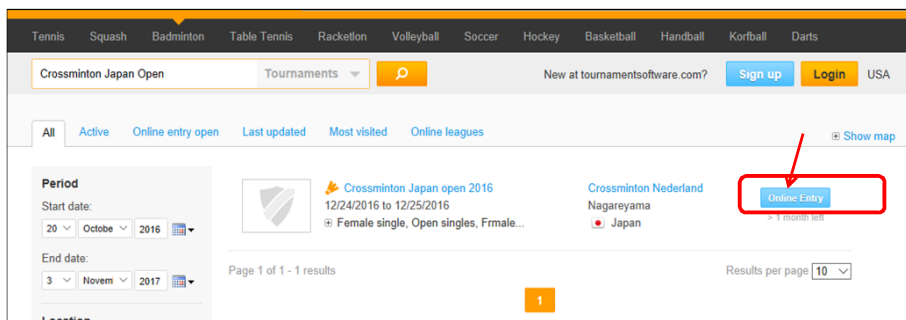 Tennis Squash Badminton Table Tennis Racketlon Volleyball Soccer Hockey Basketball Handball Korfball Darts
Crossminton Japan Open Tournaments New at tournamentsoftware.com? Sign up Login USA
All Active Online entry open Last updated Most visited Online leagues
Show map
Period
Start date:
20 Octobe 2016
End date:
3 Novem 2017
Location
Crossminton Japan open 2016
12/24/2016 to 12/25/2016
Female single, Open singles, Frmale...
Crossminton Nederland
Nagareyama
Japan
Online Entry
> 1 month left
Page 1 of 1 - 1 results
Results per page 10
1